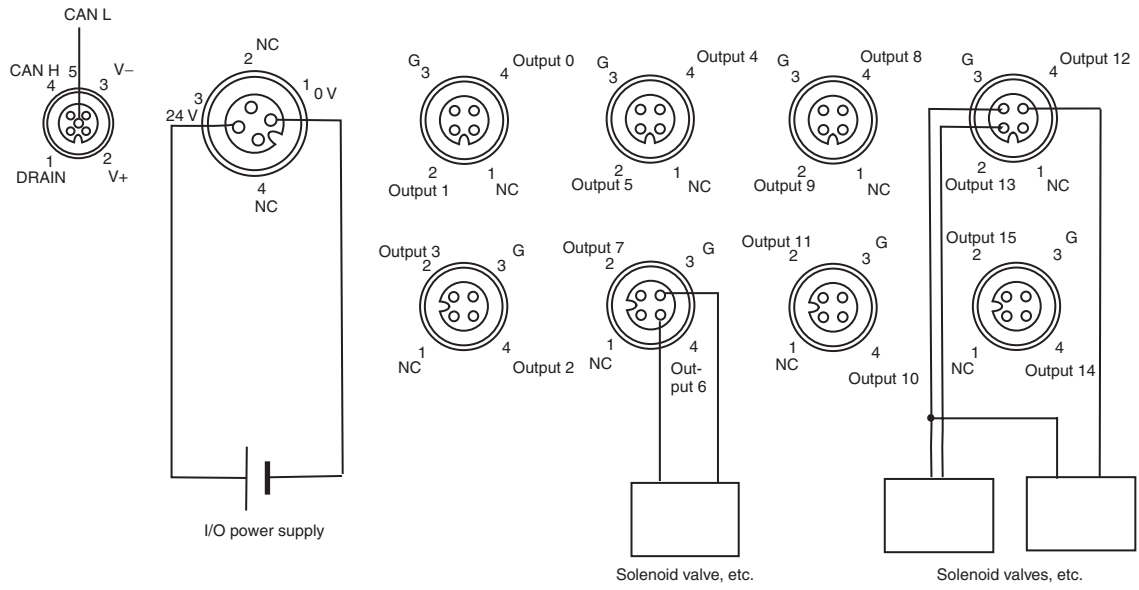 CAN L
CAN H
5
4
3
V–
1
DRAIN
2
V+
NC
2
3
24 V
1
0 V
4
NC
G
3
4
Output 0
2
Output 1
1
NC
G
3
4
Output 4
2
Output 5
1
NC
G
3
4
Output 8
2
Output 9
1
NC
G
3
4
Output 12
2
Output 13
1
NC
Output 3
2
3
G
1
NC
4
Output 2
Output 7
2
3
G
1
NC
4
Out-
put 6
Output 11
2
3
G
1
NC
4
Output 10
Output 15
2
3
G
1
NC
4
Output 14
I/O power supply
Solenoid valve, etc.
Solenoid valves, etc.